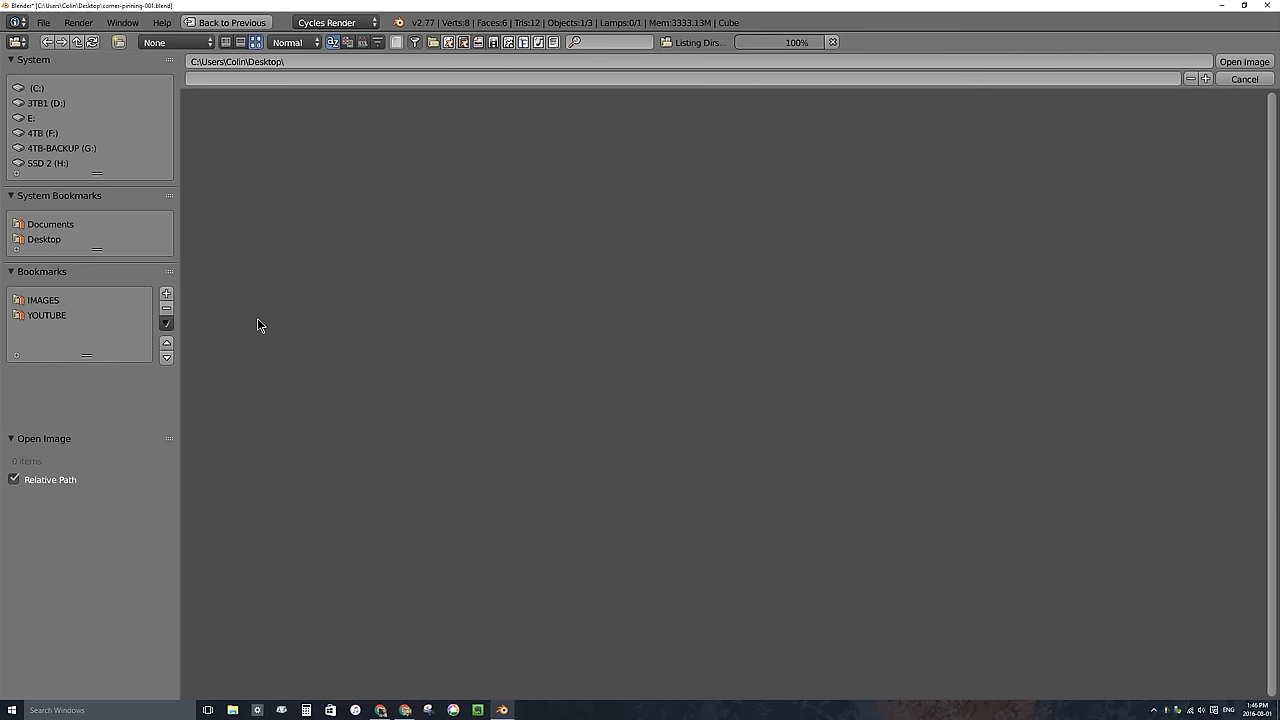 Blender* [C:\Users\Colin\Desktop\corner-pinning-001.blend]
File Render Window Help Back to Previous Cycles Render v2.77 | Verts:8 | Faces:6 | Tris:12 | Objects:1/3 | Lamps:0/1 | Mem:3333.13M | Cube
None Normal Listing Dirs... 100%
System
C:\Users\Colin\Desktop\ Open Image
Cancel
(C:)
3TB1 (D:)
E:
4TB (F:)
4TB-BACKUP (G:)
SSD 2 (H:)
System Bookmarks
Documents
Desktop
Bookmarks
IMAGES
YOUTUBE
Open Image
0 items
Relative Path
Search Windows
ENG
1:46 PM
2016-08-01